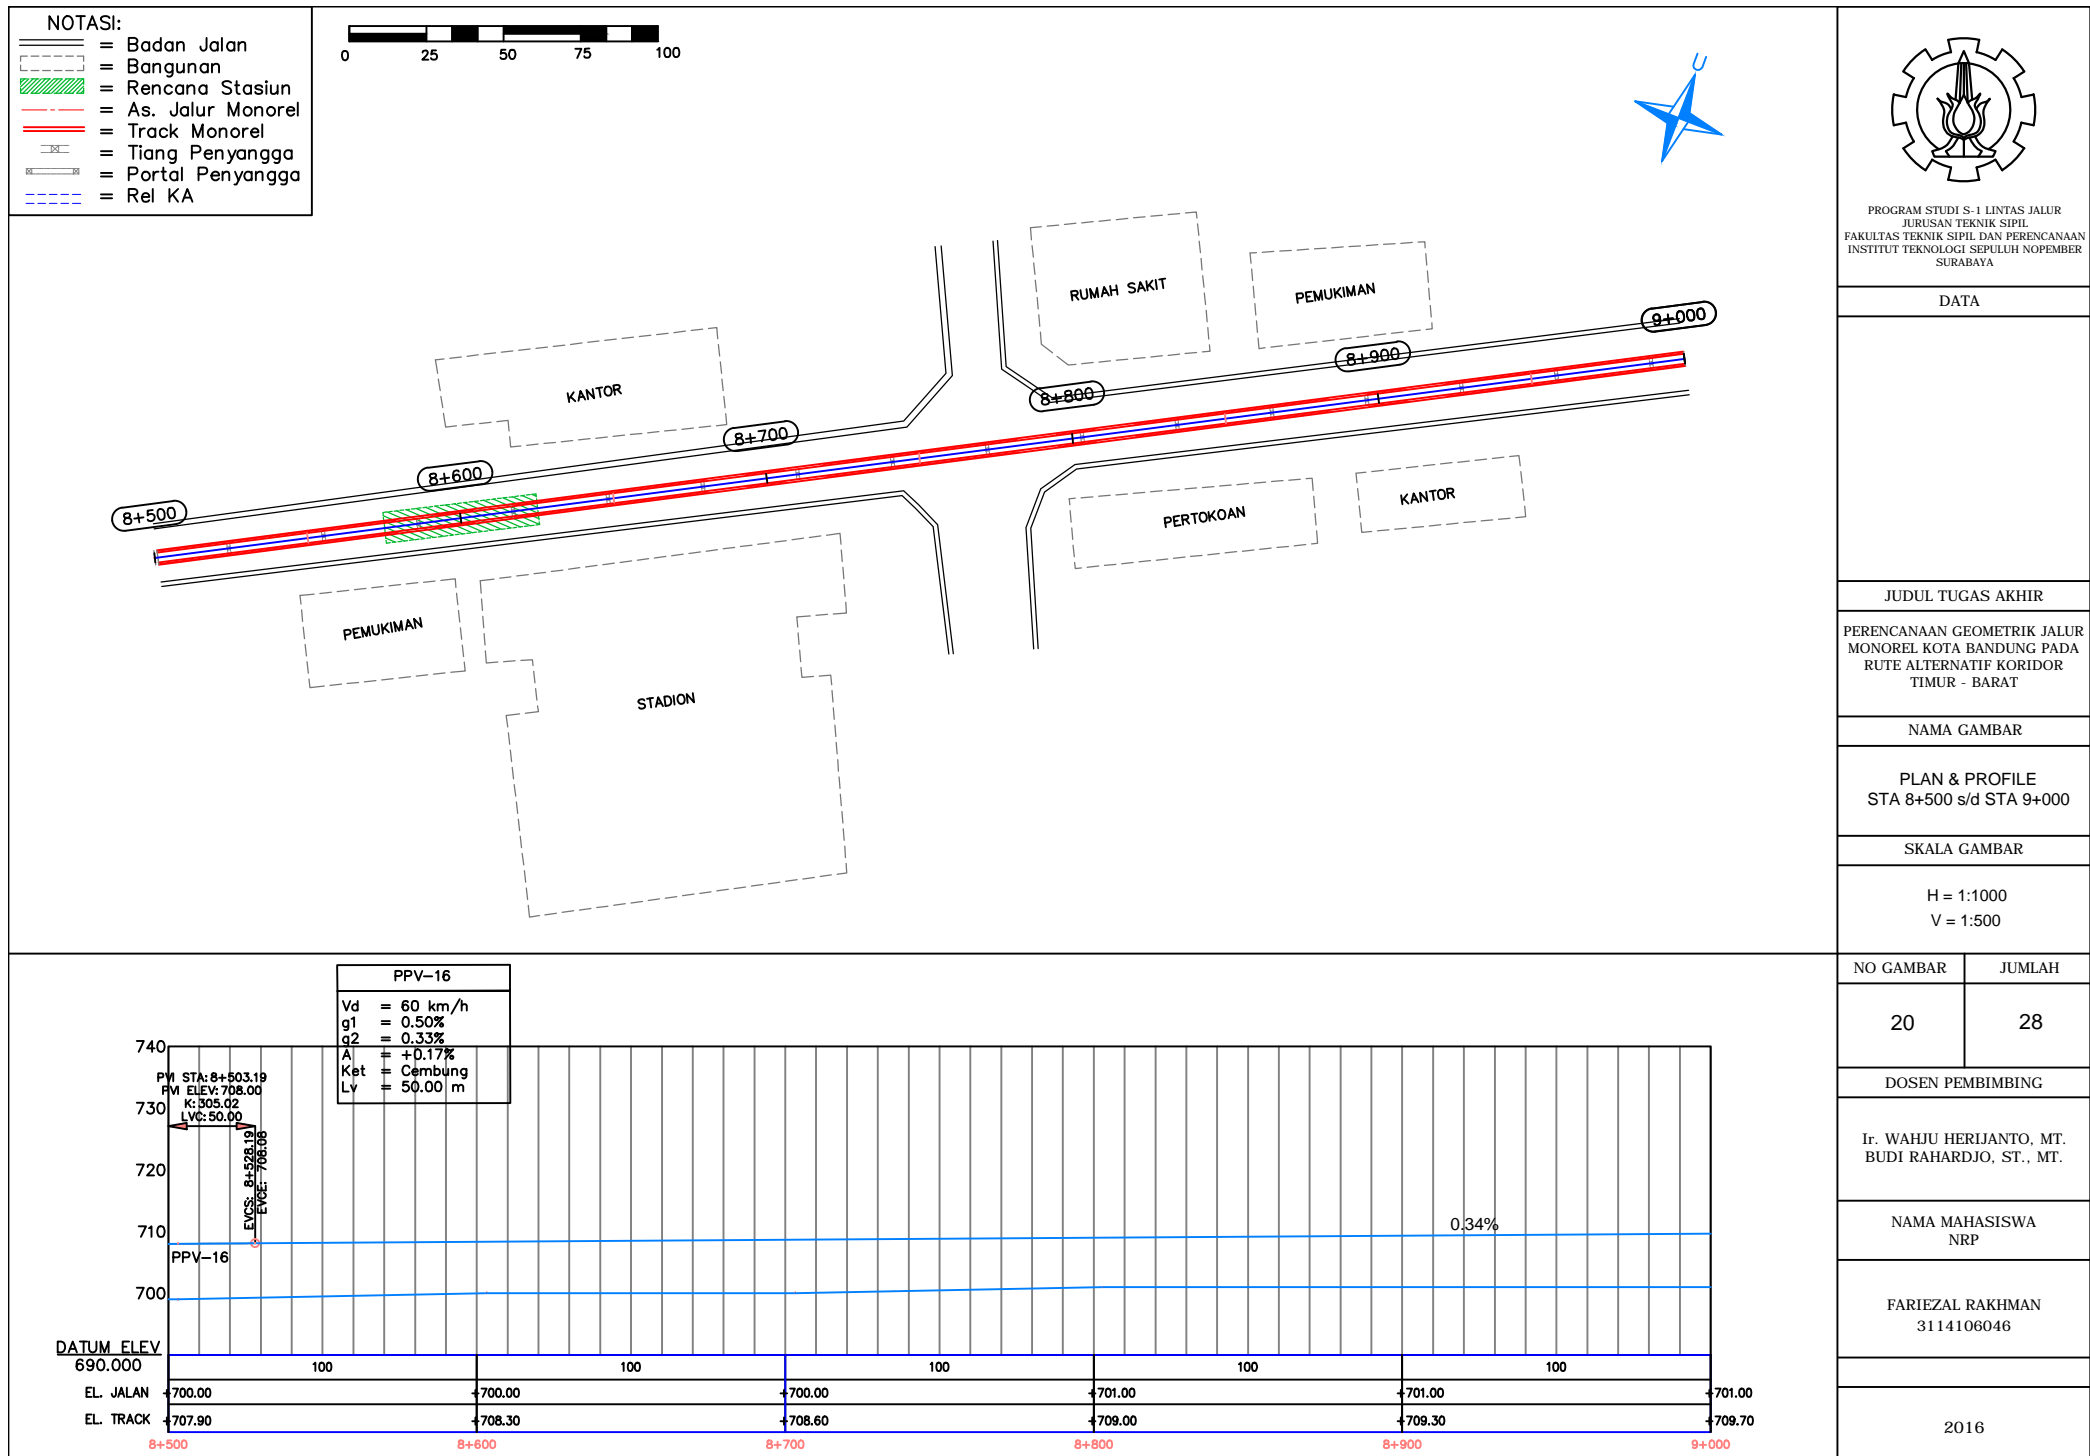 NOTASI:
= Badan Jalan
= Bangunan
= Rencana Stasiun
= As. Jalur Monorel
= Track Monorel
= Tiang Penyangga
= Portal Penyangga
= Rel KA
0 25 50 75 100
U
RUMAH SAKIT
PEMUKIMAN
KANTOR
8+500
8+600
8+700
8+800
8+900
9+000
PEMUKIMAN
STADION
PERTOKOAN
KANTOR
PPV-16
Vd = 60 km/h
g1 = 0.50%
g2 = 0.33%
A = +0.17%
Ket = Cembung
Lv = 50.00 m
740
730
720
710
700
PVI STA: 8+503.19
PVI ELEV: 708.00
K: 305.02
LVC: 50.00
EVCS: 8+528.19
EVCE: 708.08
PPV-16
0.34%
DATUM ELEV
690.000
100 100 100 100 100
EL. JALAN +700.00 +700.00 +700.00 +701.00 +701.00 +701.00
EL. TRACK +707.90 +708.30 +708.60 +709.00 +709.30 +709.70
8+500 8+600 8+700 8+800 8+900 9+000
PROGRAM STUDI S-1 LINTAS JALUR
JURUSAN TEKNIK SIPIL
FAKULTAS TEKNIK SIPIL DAN PERENCANAAN
INSTITUT TEKNOLOGI SEPULUH NOPEMBER
SURABAYA
DATA
JUDUL TUGAS AKHIR
PERENCANAAN GEOMETRIK JALUR
MONOREL KOTA BANDUNG PADA
RUTE ALTERNATIF KORIDOR
TIMUR - BARAT
NAMA GAMBAR
PLAN & PROFILE
STA 8+500 s/d STA 9+000
SKALA GAMBAR
H = 1:1000
V = 1:500
NO GAMBAR JUMLAH
20 28
DOSEN PEMBIMBING
Ir. WAHJU HERIJANTO, MT.
BUDI RAHARDJO, ST., MT.
NAMA MAHASISWA
NRP
FARIEZAL RAKHMAN
3114106046
2016